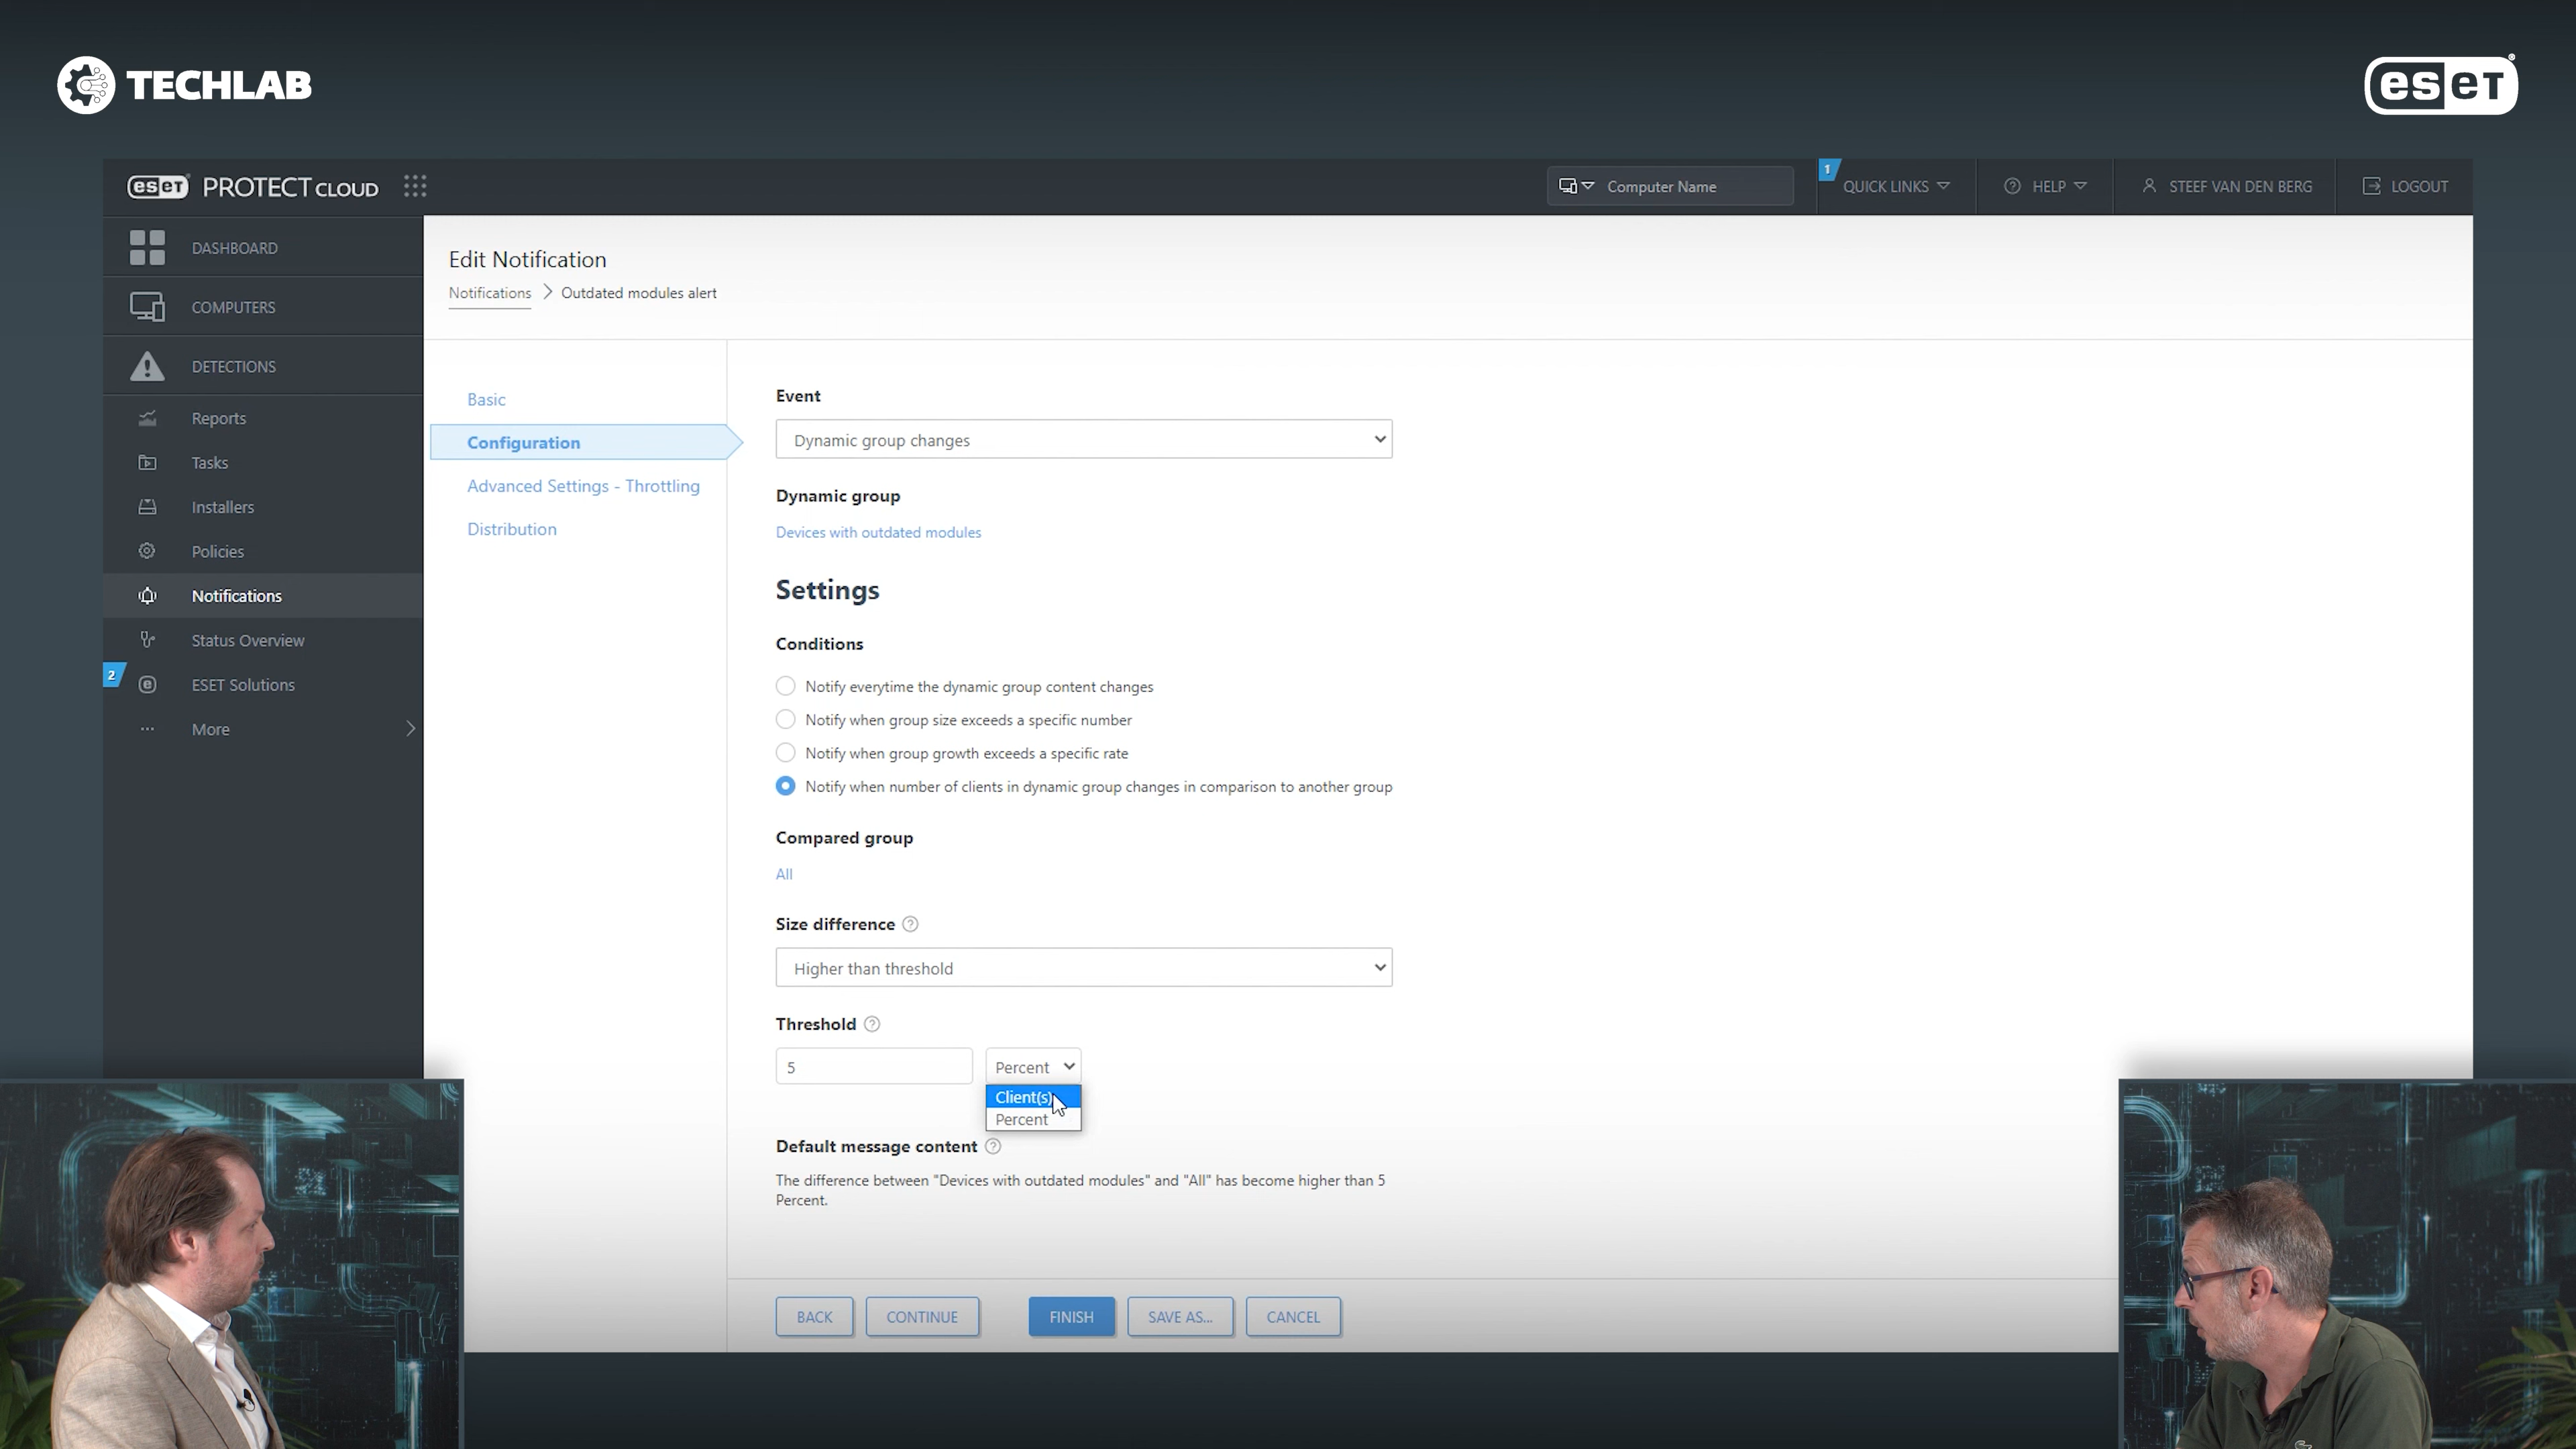 TECHLAB
eset
eset PROTECT CLOUD
Computer Name
1
QUICK LINKS
HELP
STEEF VAN DEN BERG
LOGOUT
DASHBOARD
COMPUTERS
DETECTIONS
Reports
Tasks
Installers
Policies
Notifications
Status Overview
2
ESET Solutions
More
Edit Notification
Notifications > Outdated modules alert
Basic
Configuration
Advanced Settings - Throttling
Distribution
Event
Dynamic group changes
Dynamic group
Devices with outdated modules
Settings
Conditions
Notify everytime the dynamic group content changes
Notify when group size exceeds a specific number
Notify when group growth exceeds a specific rate
Notify when number of clients in dynamic group changes in comparison to another group
Compared group
All
Size difference ?
Higher than threshold
Threshold ?
5 Percent
Client(s)
Percent
Default message content ?
The difference between "Devices with outdated modules" and "All" has become higher than 5
Percent.
BACK CONTINUE FINISH SAVE AS... CANCEL